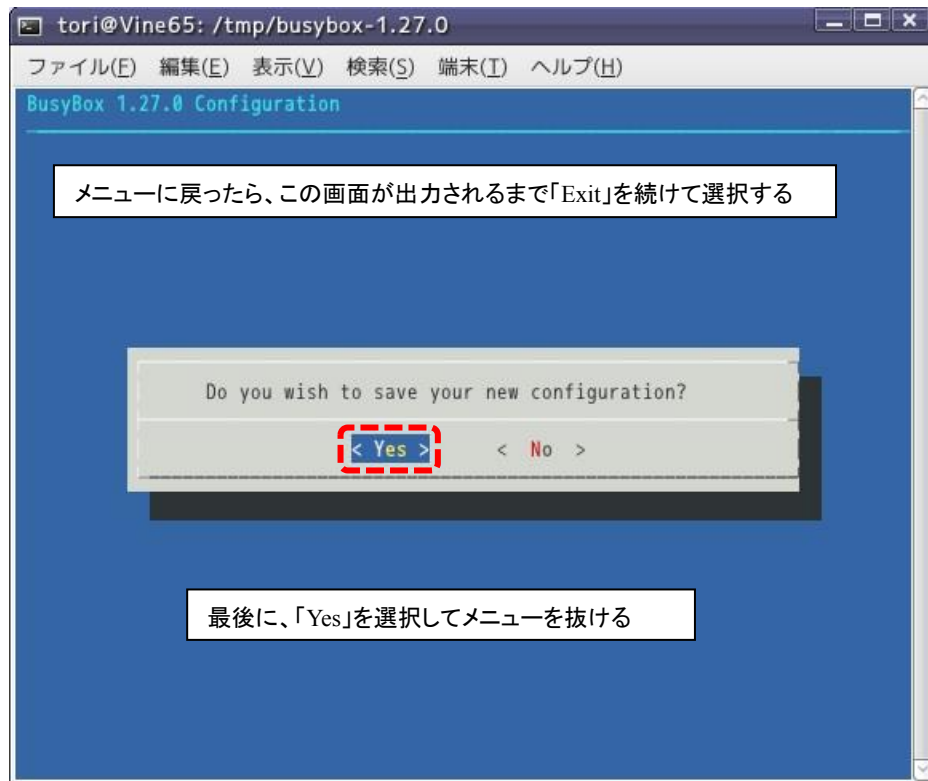 tori@Vine65: /tmp/busybox-1.27.0
ファイル(F) 編集(E) 表示(V) 検索(S) 端末(T) ヘルプ(H)
BusyBox 1.27.0 Configuration
メニューに戻ったら、この画面が出力されるまで「Exit」を続けて選択する
Do you wish to save your new configuration?
< Yes > < No >
最後に、「Yes」を選択してメニューを抜ける